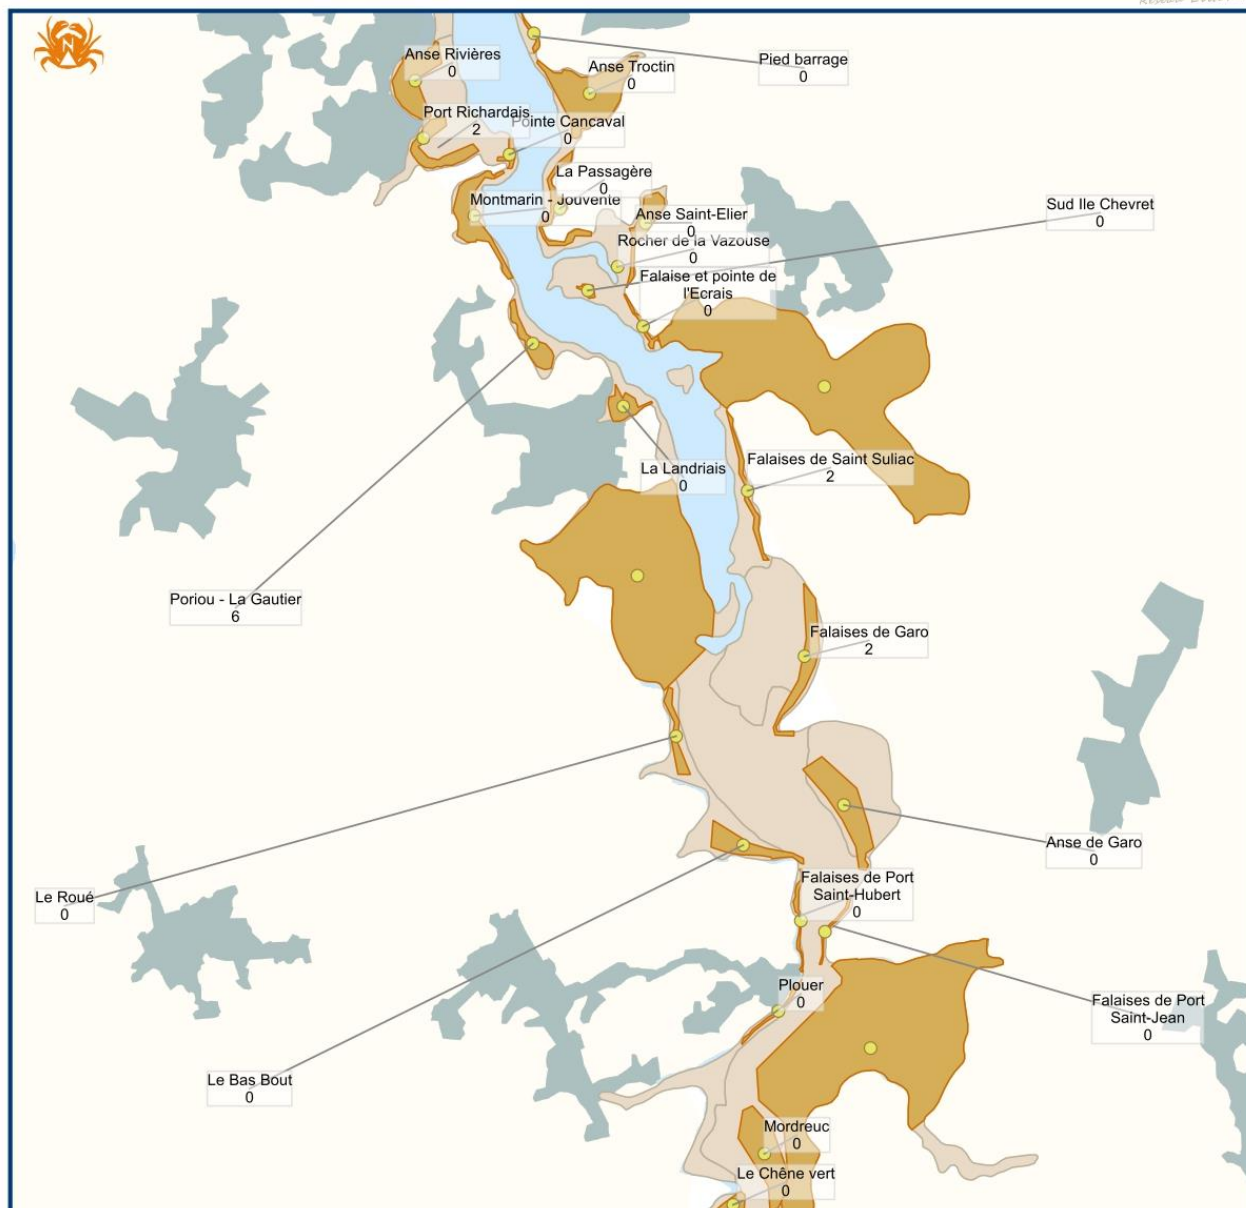 N
Pied barrage
0
Anse Rivières
0
Anse Troctin
0
Port Richardais
2
Pointe Cancaval
0
La Passagère
0
Montmarin - Jouvente
0
Sud Ile Chevret
0
Anse Saint-Elier
0
Rocher de la Vazouse
0
Falaise et pointe de
l'Ecrais
0
La Landriais
0
Falaises de Saint Suliac
2
Poriou - La Gautier
6
Falaises de Garo
2
Anse de Garo
0
Le Roué
0
Falaises de Port
Saint-Hubert
0
Plouer
0
Falaises de Port
Saint-Jean
0
Le Bas Bout
0
Mordreuc
0
Le Chêne vert
0